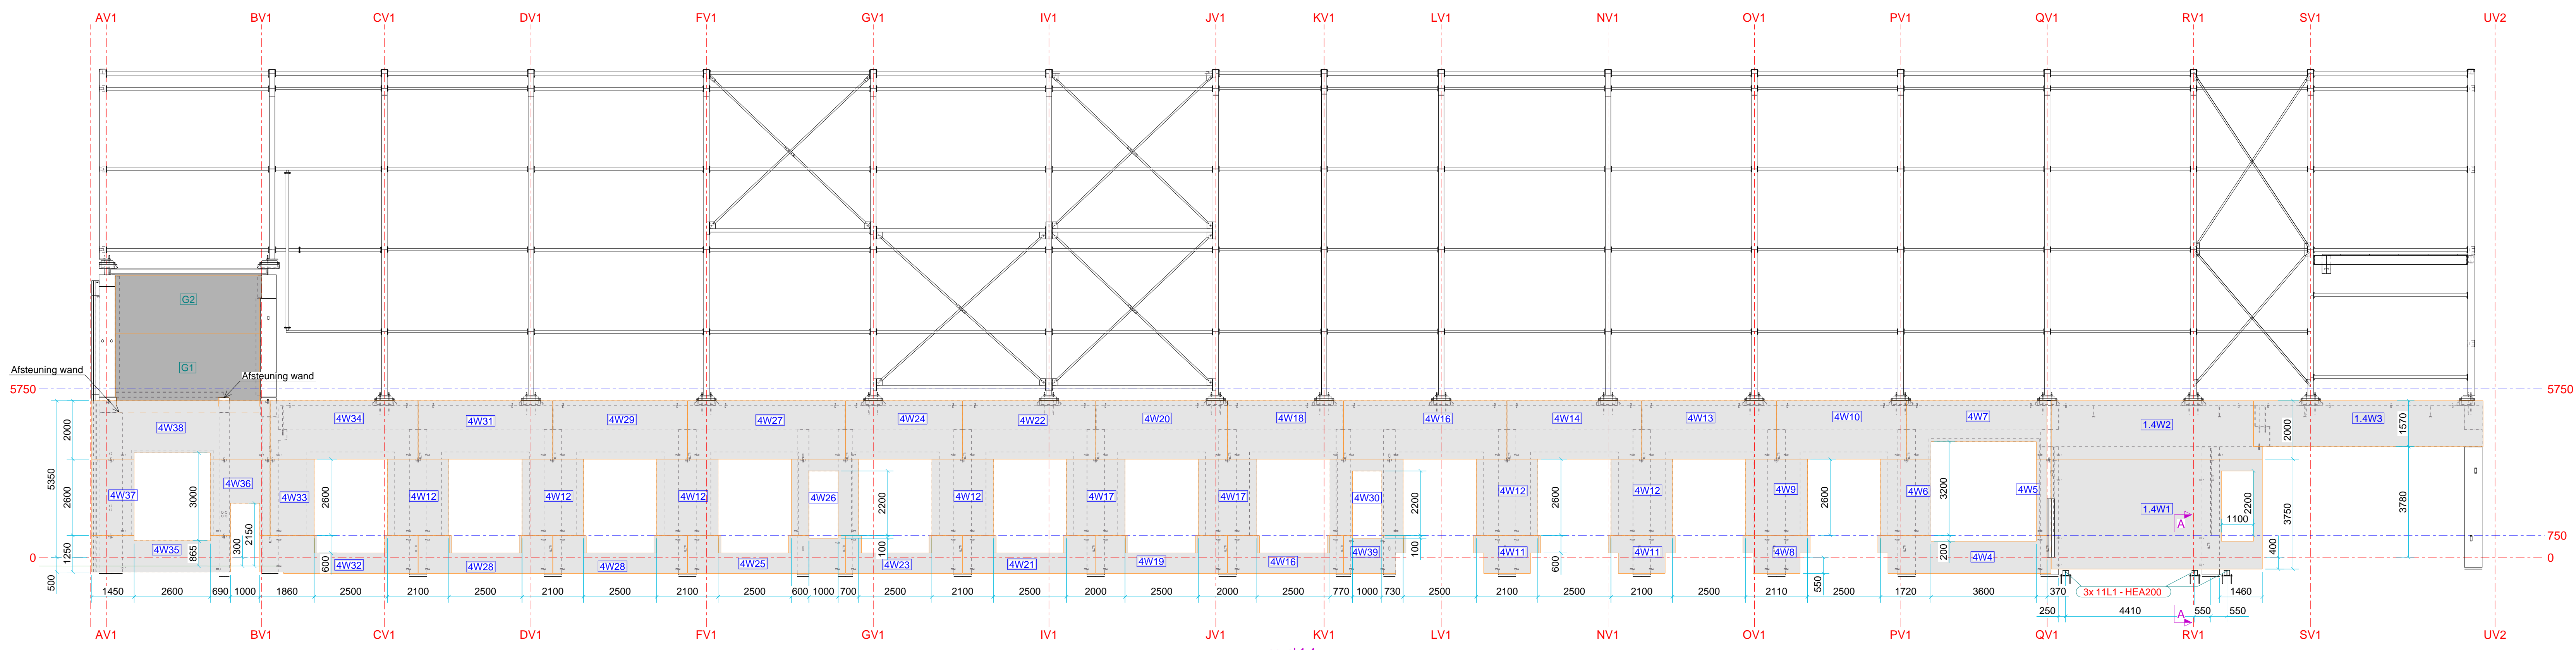 AV1 BV1 CV1 DV1 FV1 GV1 IV1 JV1 KV1 LV1 NV1 OV1 PV1 QV1 RV1 SV1 UV2
G2
G1
Afsteuning wand
Afsteuning wand
5750 5750
4W38 4W34 4W31 4W29 4W27 4W24 4W22 4W20 4W18 4W16 4W14 4W13 4W10 4W7 1.4W2 1.4W3
2000 2000 1570
5350 2600 250 500
4W37 3000 4W36 4W33 2600 4W12 4W12 4W12 4W26 2200 4W12 4W17 4W17 4W30 2200 4W12 2600 4W12 4W9 2600 4W6 3200 4W5 1.4W1 A 1100 2200 3750 3780
2150 300 865
0 750 0
4W35 4W32 600 4W28 4W28 4W25 100 4W23 4W21 4W19 4W16 4W39 100 4W11 600 4W11 4W8 550 200 4W4 400
1450 2600 690 1000 1860 2500 2100 2500 2100 2500 2100 2500 600 1000 700 2500 2100 2500 2000 2500 2000 2500 770 1000 730 2500 2100 2500 2100 2500 2110 2500 1720 3600 370 3x 11L1 - HEA200 1460
250 4410 A 550 550
AV1 BV1 CV1 DV1 FV1 GV1 IV1 JV1 KV1 LV1 NV1 OV1 PV1 QV1 RV1 SV1 UV2